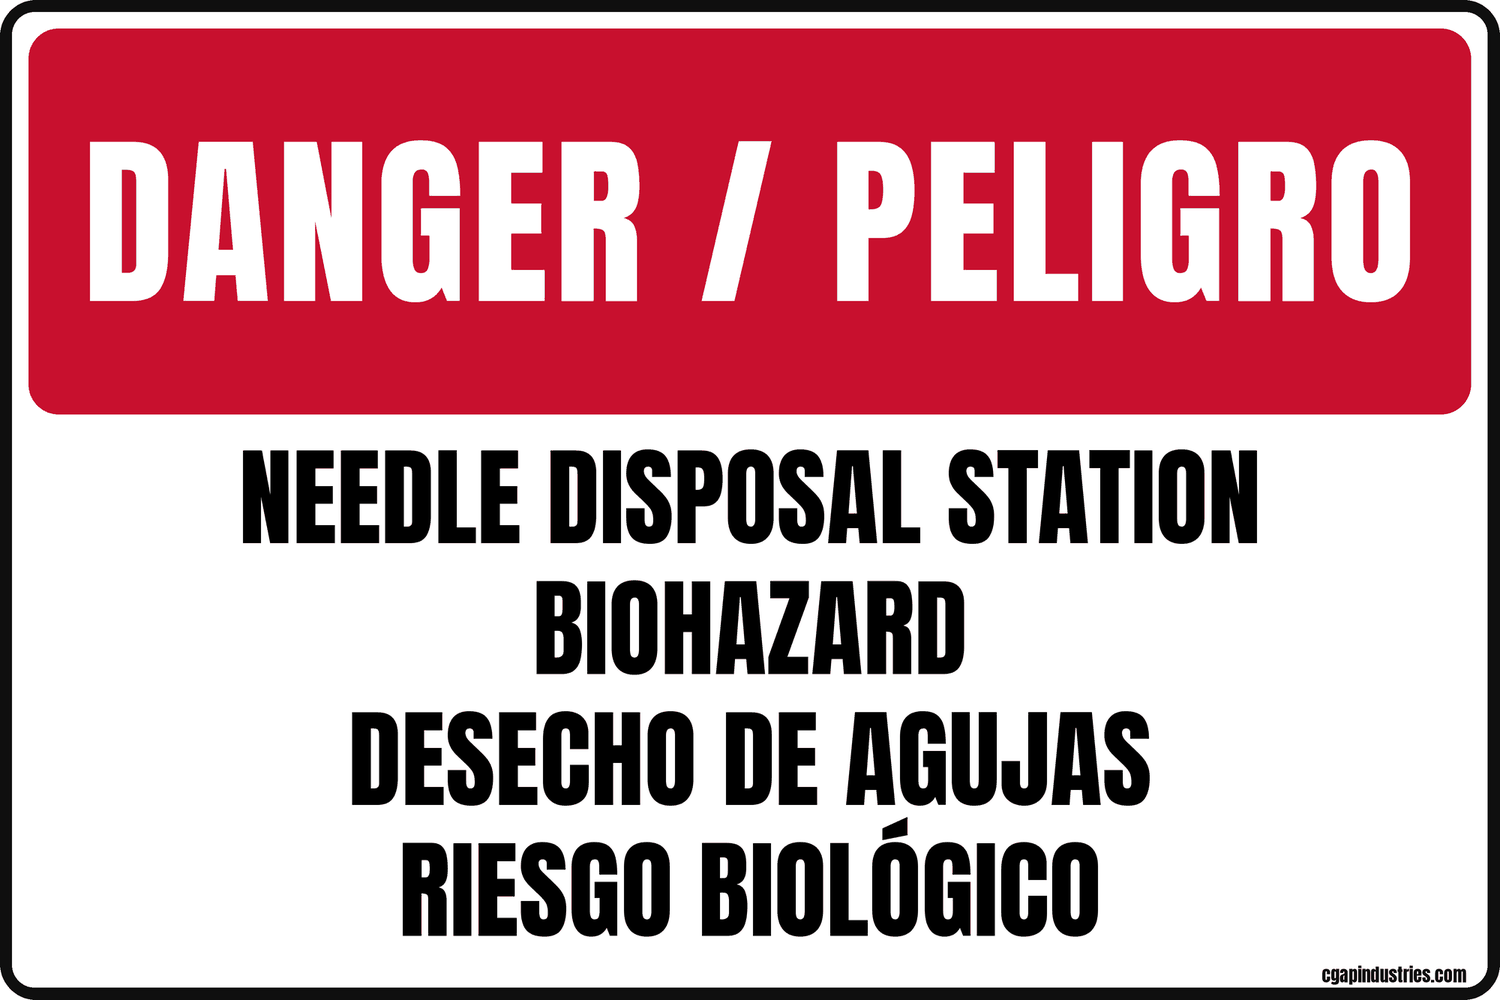 DANGER / PELIGRO
NEEDLE DISPOSAL STATION
BIOHAZARD
DESECHO DE AGUJAS
RIESGO BIOLÓGICO
cgapindustries.com